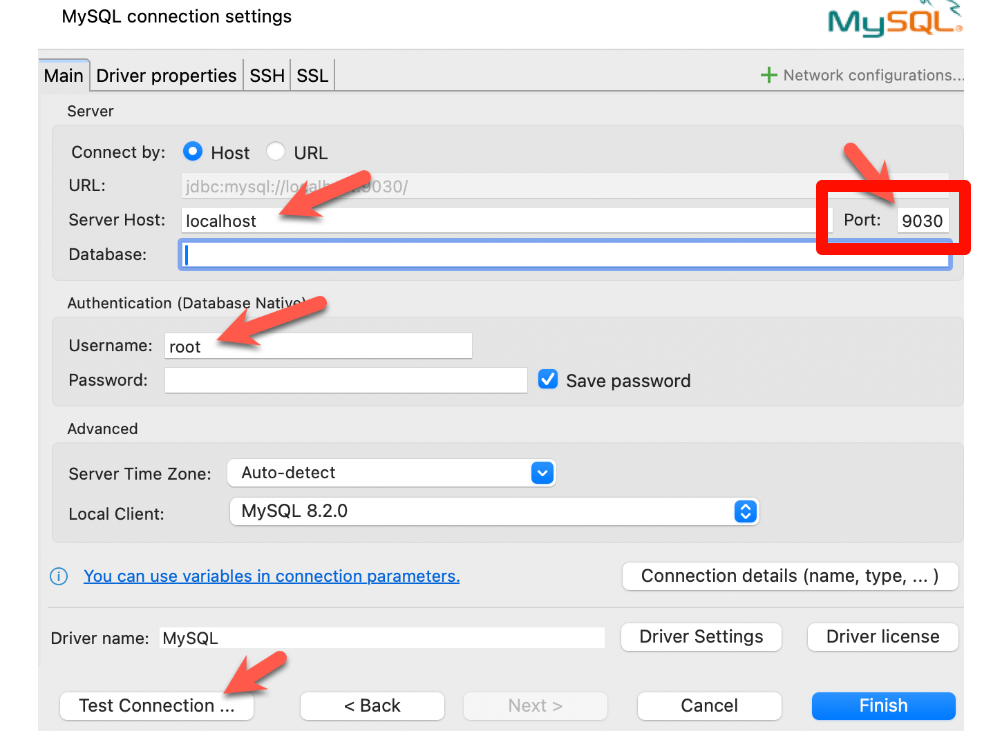 MySQL connection settings
MySQL®
Main Driver properties SSH SSL Network configurations...
Server
Connect by: Host URL
URL: jdbc:mysql://localhost:9030/
Server Host: localhost Port: 9030
Database:
Authentication (Database Native)
Username: root
Password: Save password
Advanced
Server Time Zone: Auto-detect
Local Client: MySQL 8.2.0
You can use variables in connection parameters. Connection details (name, type, ... )
Driver name: MySQL Driver Settings Driver license
Test Connection ... < Back Next > Cancel Finish